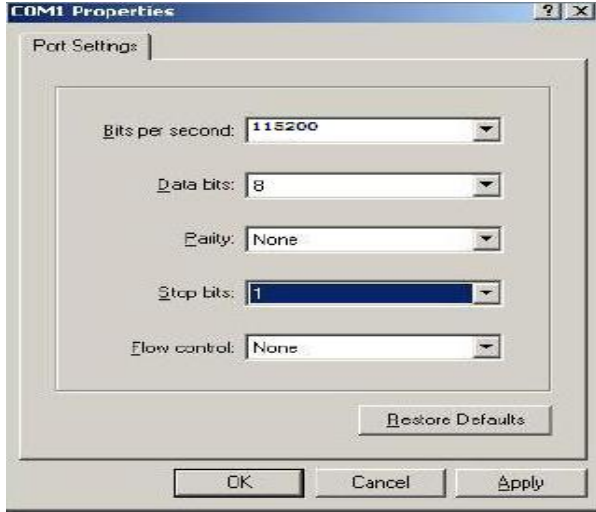 COM1 Properties
Port Settings
Bits per second: 115200
Data bits: 8
Parity: None
Stop bits: 1
Flow control: None
Restore Defaults
OK Cancel Apply